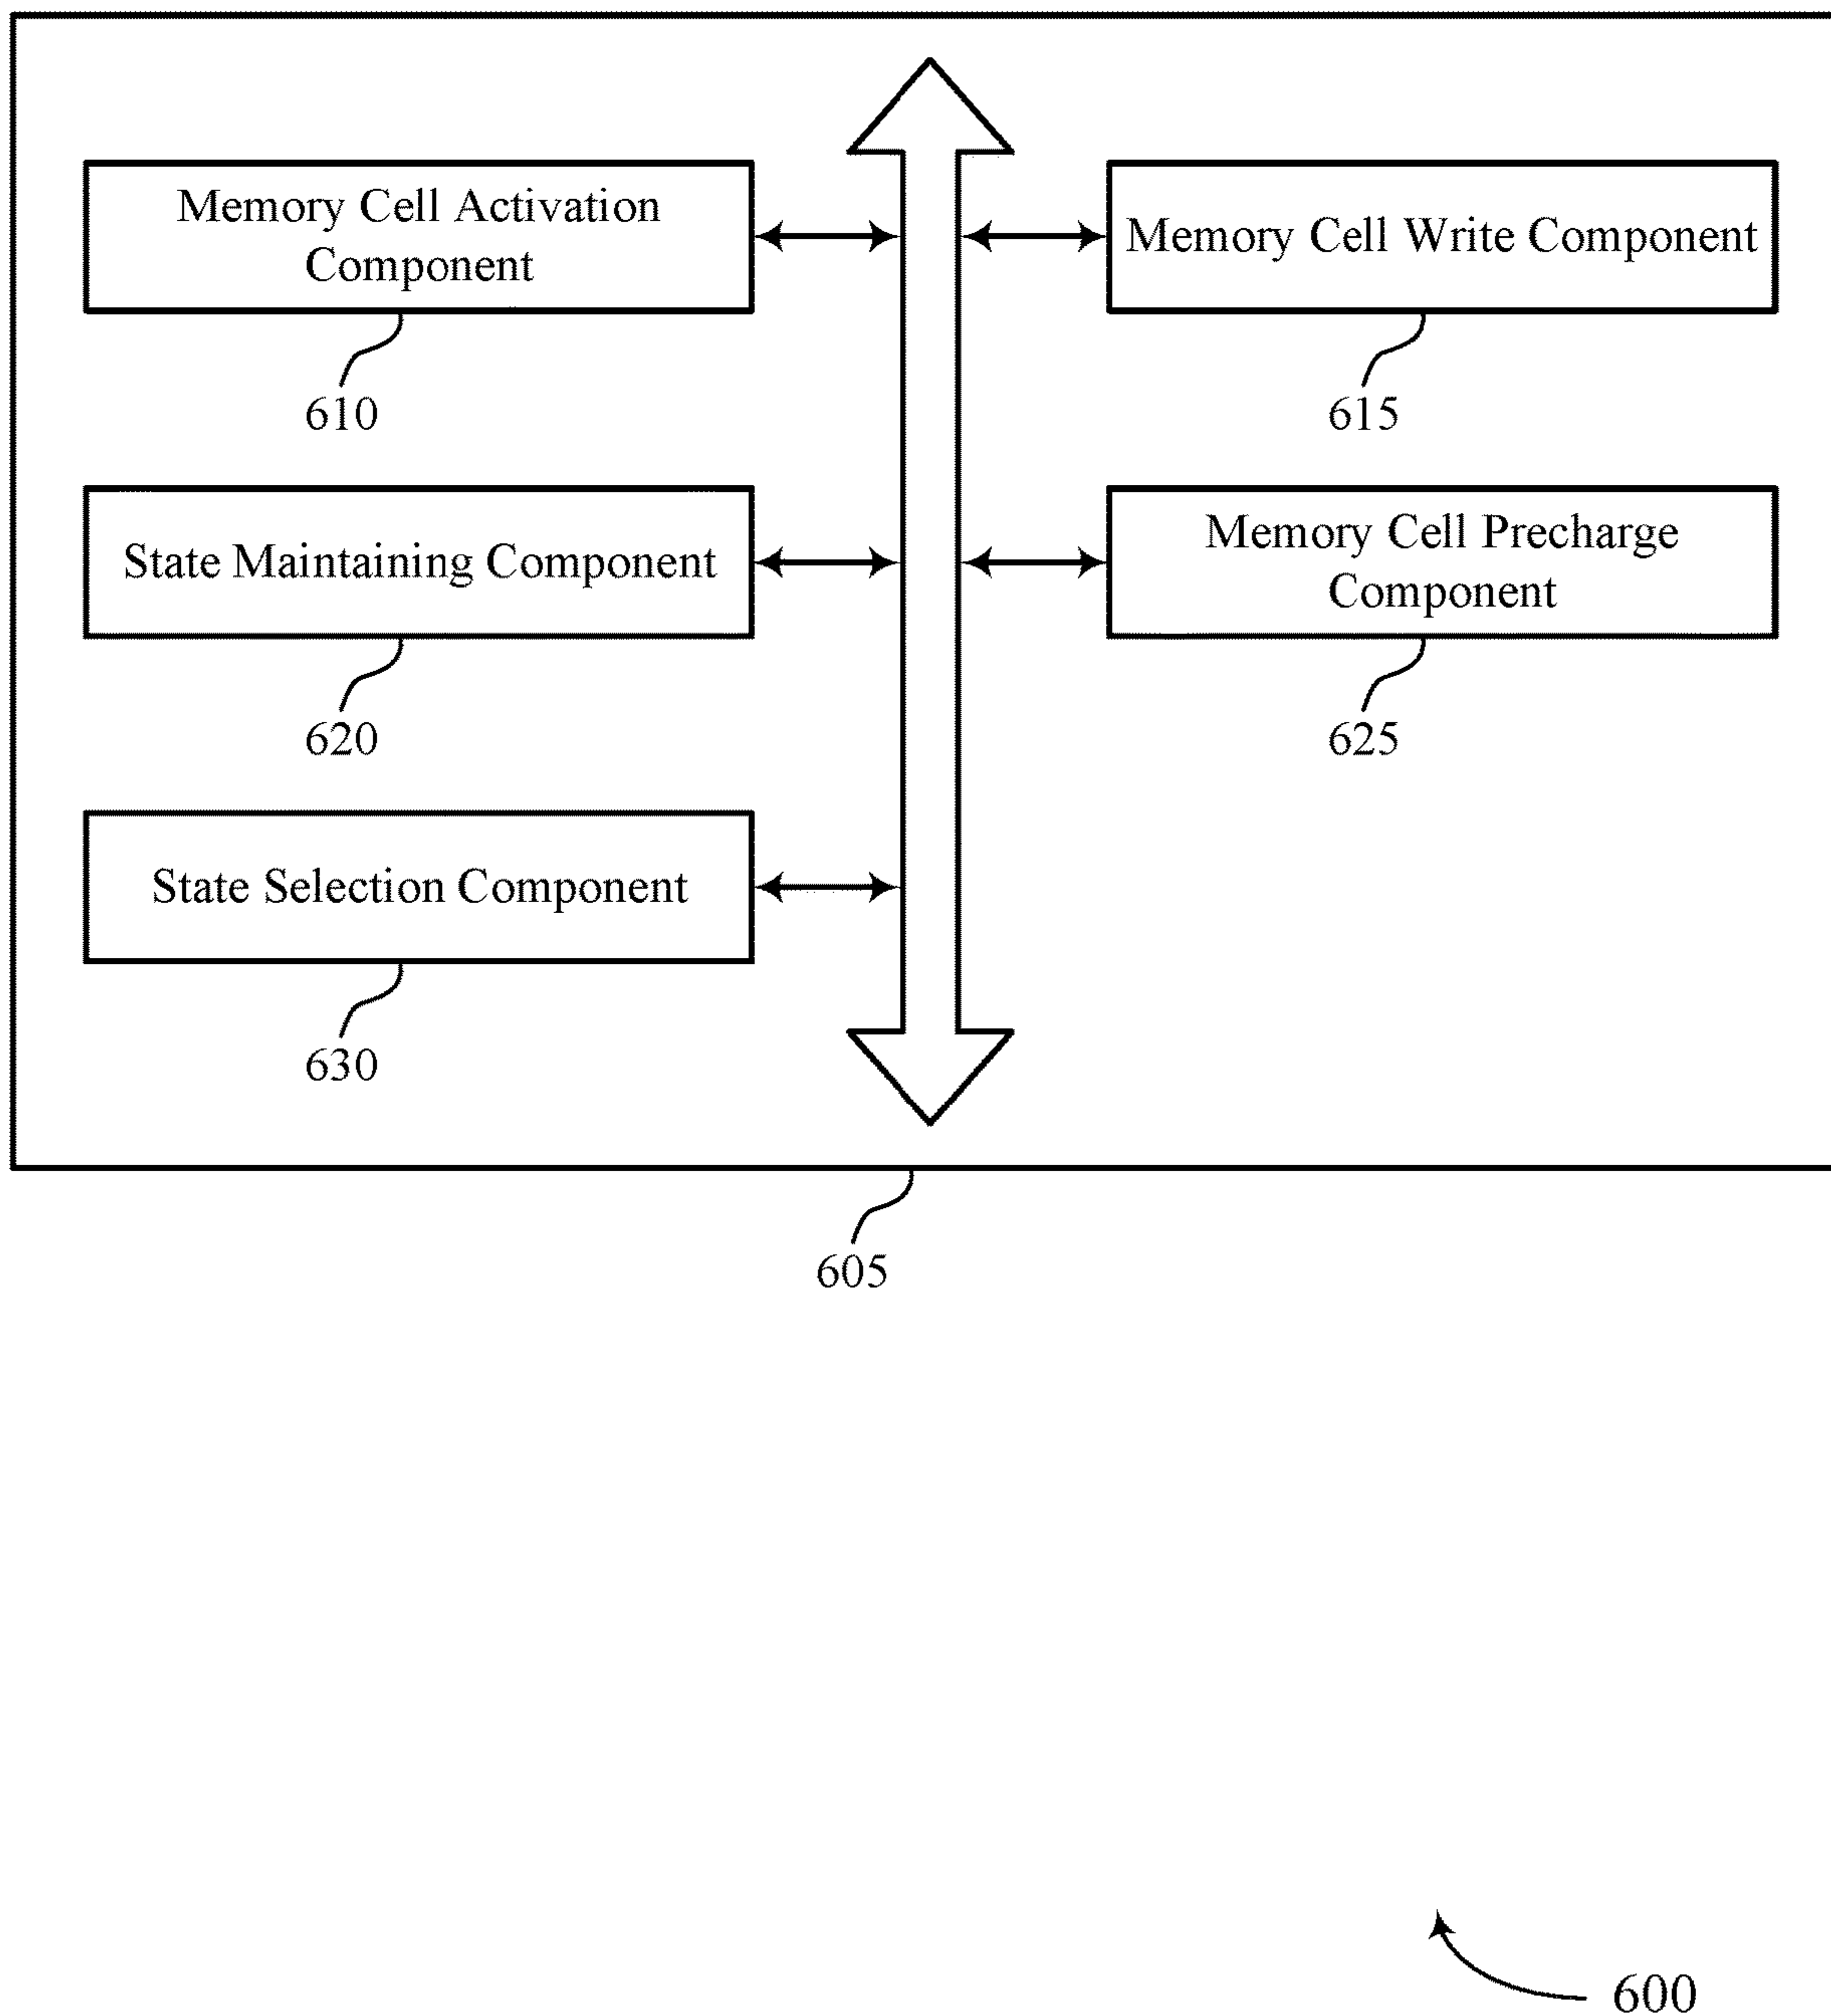 Memory Cell Activation
Component
610
Memory Cell Write Component
615
State Maintaining Component
620
Memory Cell Precharge
Component
625
State Selection Component
630
605
600